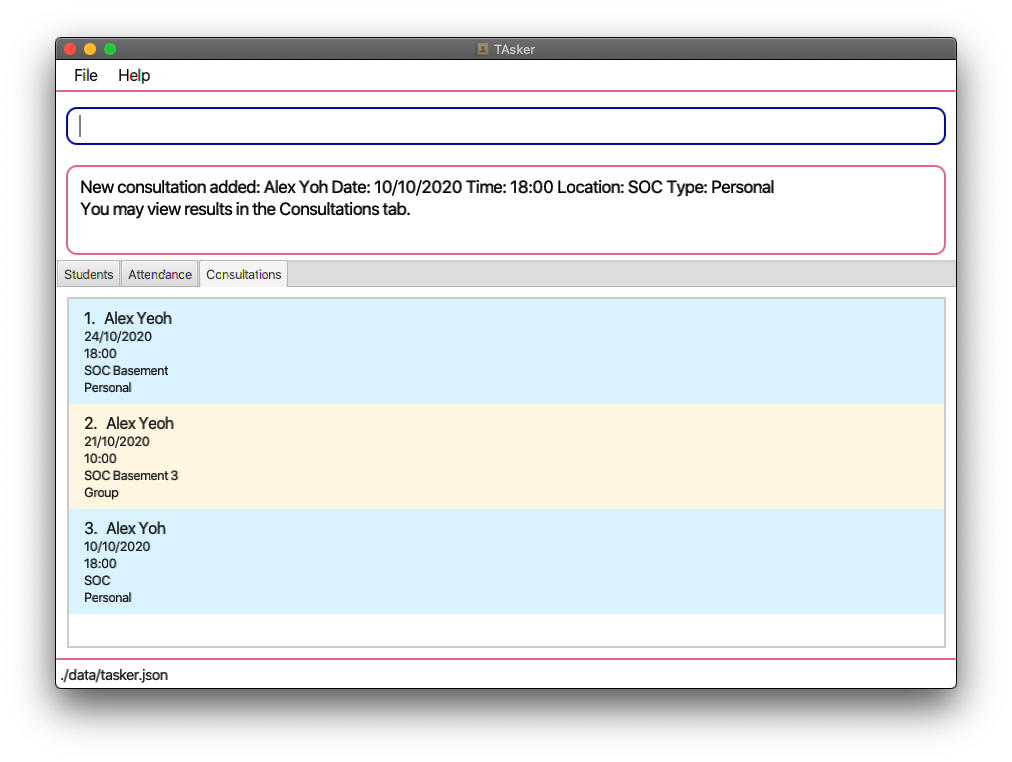 TAsker
File Help
New consultation added: Alex Yoh Date: 10/10/2020 Time: 18:00 Location: SOC Type: Personal
You may view results in the Consultations tab.
Students Attendance Consultations
1. Alex Yeoh
24/10/2020
18:00
SOC Basement
Personal
2. Alex Yeoh
21/10/2020
10:00
SOC Basement 3
Group
3. Alex Yoh
10/10/2020
18:00
SOC
Personal
./data/tasker.json